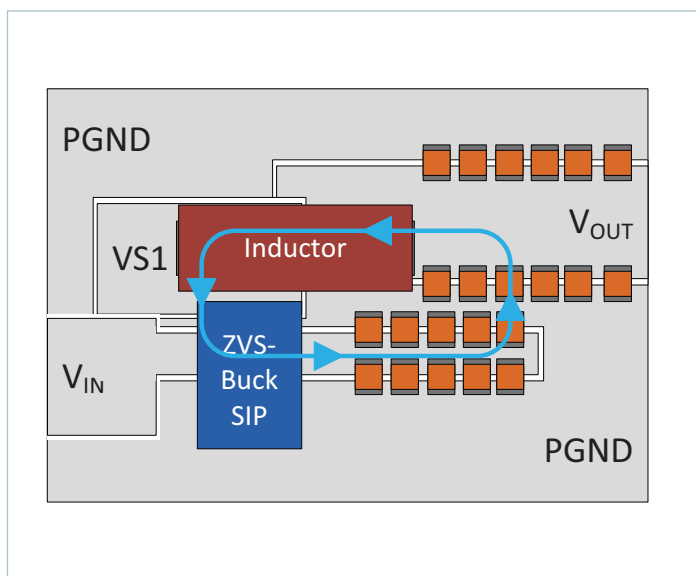 PGND
VS1
Inductor
VOUT
VIN
ZVS-
Buck
SIP
PGND